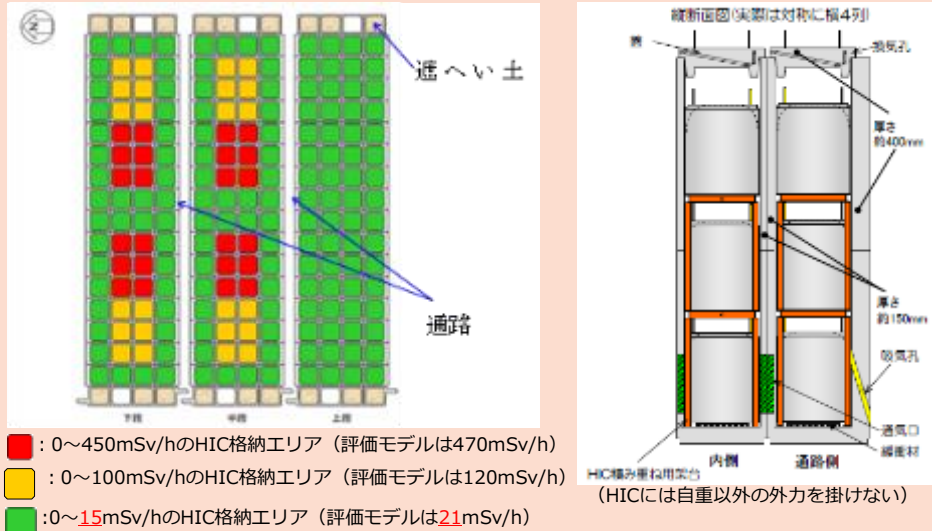 N
遮へい土
通路
下段
中段
上段
: 0~450mSv/hのHIC格納エリア（評価モデルは470mSv/h）
: 0~100mSv/hのHIC格納エリア（評価モデルは120mSv/h）
:0~15mSv/hのHIC格納エリア（評価モデルは21mSv/h）
縦断面図(実際は対称に横4列)
蓋
換気孔
厚さ
約400mm
厚さ
約150mm
吸気孔
通気口
緩衝材
内側
通路側
HIC積み重ね用架台
（HICには自重以外の外力を掛けない）